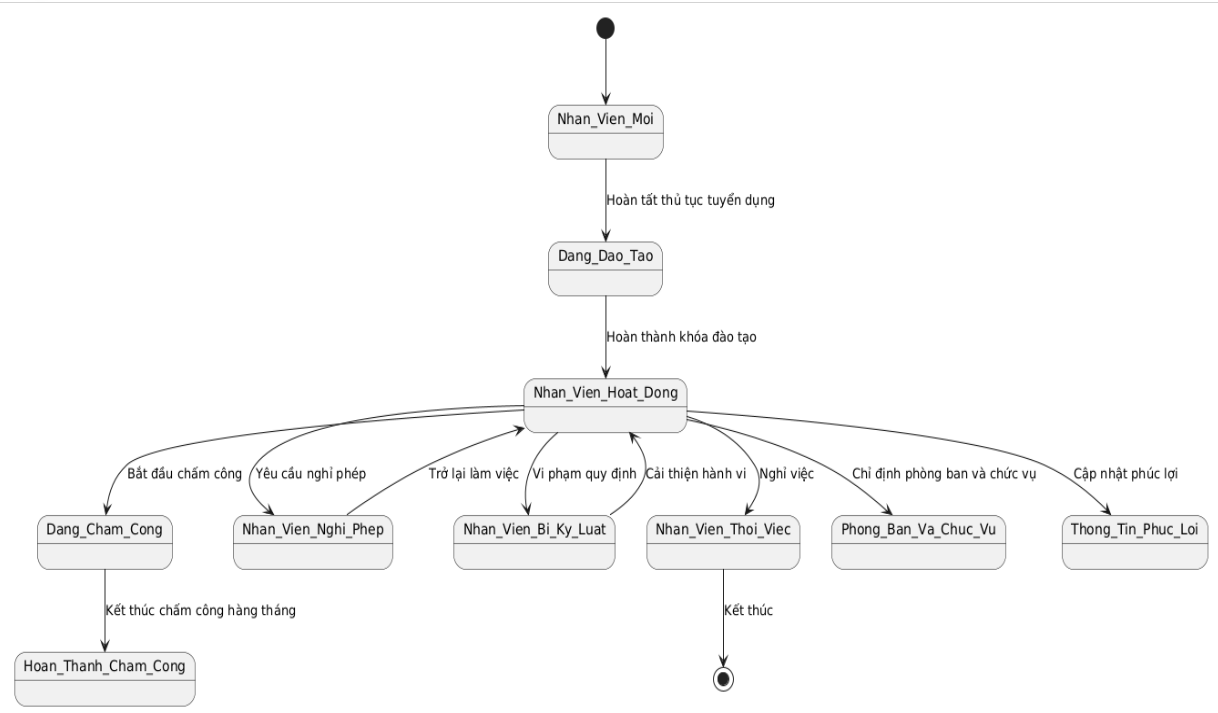 Nhan_Vien_Moi
Hoàn tất thủ tục tuyển dụng
Dang_Dao_Tao
Hoàn thành khóa đào tạo
Nhan_Vien_Hoat_Dong
Bắt đầu chấm công
Yêu cầu nghỉ phép
Trở lại làm việc
Vi phạm quy định
Cải thiện hành vi
Nghỉ việc
Chỉ định phòng ban và chức vụ
Cập nhật phúc lợi
Dang_Cham_Cong
Nhan_Vien_Nghi_Phep
Nhan_Vien_Bi_Ky_Luat
Nhan_Vien_Thoi_Viec
Phong_Ban_Va_Chuc_Vu
Thong_Tin_Phuc_Loi
Kết thúc chấm công hàng tháng
Kết thúc
Hoan_Thanh_Cham_Cong